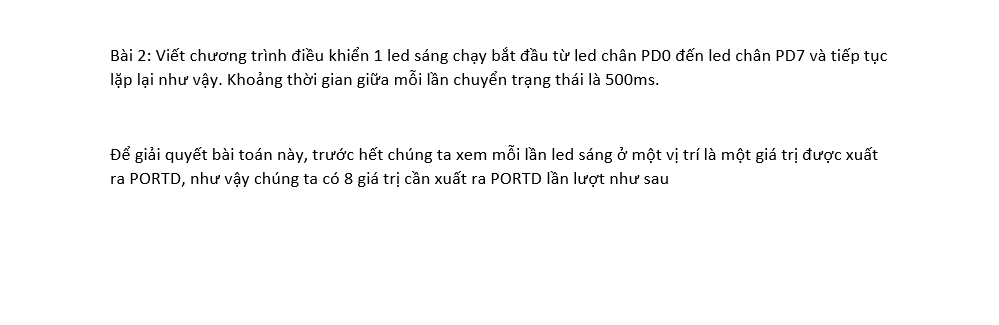 Bài 2: Viết chương trình điều khiển 1 led sáng chạy bắt đầu từ led chân PD0 đến led chân PD7 và tiếp tục
lặp lại như vậy. Khoảng thời gian giữa mỗi lần chuyển trạng thái là 500ms.
Để giải quyết bài toán này, trước hết chúng ta xem mỗi lần led sáng ở một vị trí là một giá trị được xuất
ra PORTD, như vậy chúng ta có 8 giá trị cần xuất ra PORTD lần lượt như sau